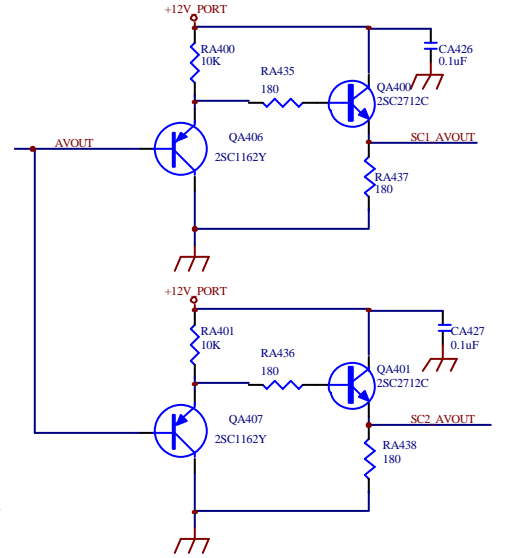 +12V_PORT
RA400
10K
CA426
0.1uF
RA435
180
QA400
2SC2712C
QA406
2SC1162Y
AVOUT
SC1_AVOUT
RA437
180
+12V_PORT
RA401
10K
CA427
0.1uF
RA436
180
QA401
2SC2712C
QA407
2SC1162Y
SC2_AVOUT
RA438
180